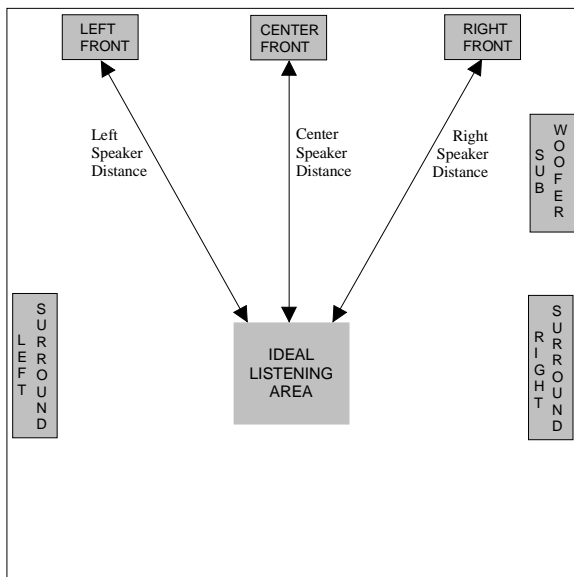 LEFT
FRONT
CENTER
FRONT
RIGHT
FRONT
Left
Speaker
Distance
Center
Speaker
Distance
Right
Speaker
Distance
SUB
WOOFER
LEFT
SURROUND
IDEAL
LISTENING
AREA
RIGHT
SURROUND